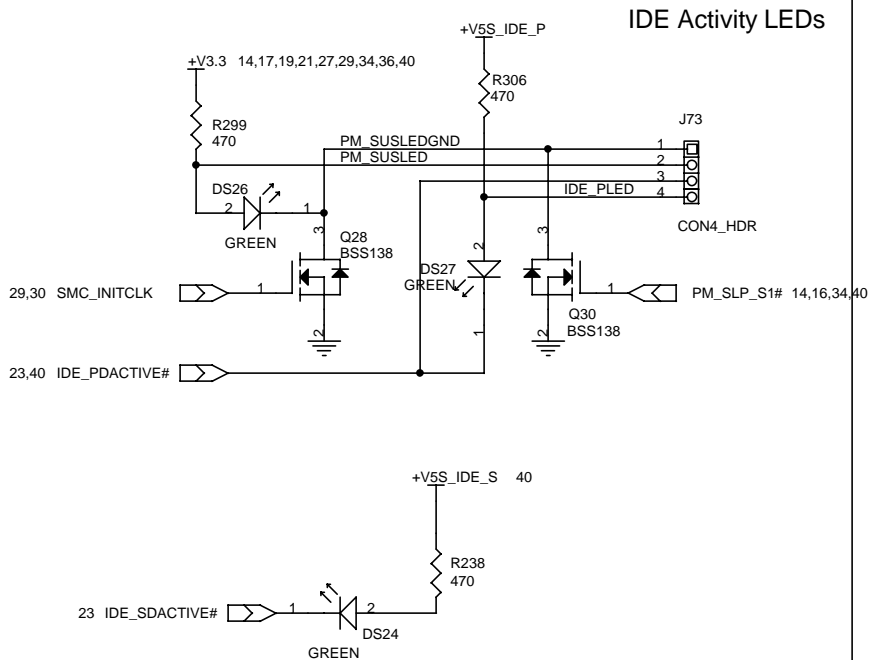 IDE Activity LEDs
+V5S_IDE_P
+V3.3 14,17,19,21,27,29,34,36,40
R306
470
R299
470
J73
PM_SUSLEDGND
1
PM_SUSLED
2
3
IDE_PLED
4
CON4_HDR
DS26
2
1
GREEN
3
Q28
BSS138
2
3
DS27
GREEN
29,30 SMC_INITCLK
1
1
PM_SLP_S1# 14,16,34,40
Q30
BSS138
2
1
2
23,40 IDE_PDACTIVE#
+V5S_IDE_S 40
R238
470
23 IDE_SDACTIVE#
1
2
DS24
GREEN